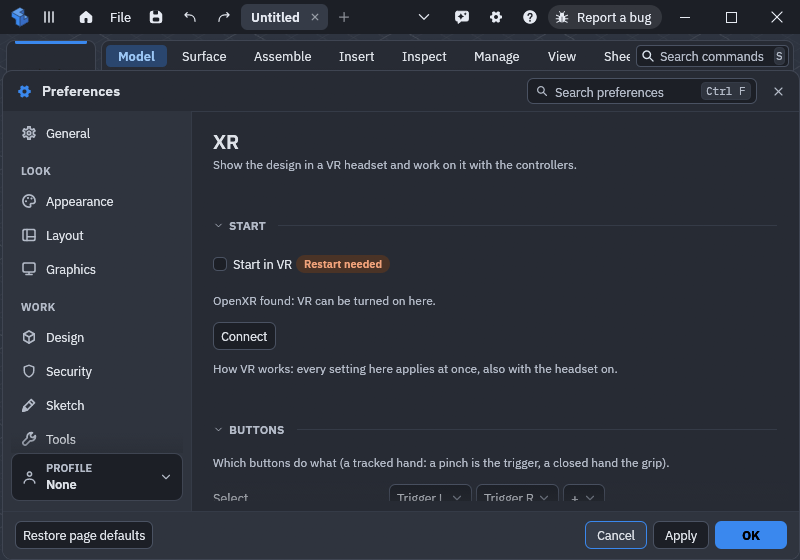 File
Untitled
Report a bug
Model
Surface
Assemble
Insert
Inspect
Manage
View
Shee
Search commands
S
Preferences
Search preferences
Ctrl F
General
LOOK
Appearance
Layout
Graphics
WORK
Design
Security
Sketch
Tools
PROFILE
None
XR
Show the design in a VR headset and work on it with the controllers.
START
Start in VR
Restart needed
OpenXR found: VR can be turned on here.
Connect
How VR works: every setting here applies at once, also with the headset on.
BUTTONS
Which buttons do what (a tracked hand: a pinch is the trigger, a closed hand the grip).
Select
Trigger L
Trigger R
+
Restore page defaults
Cancel
Apply
OK